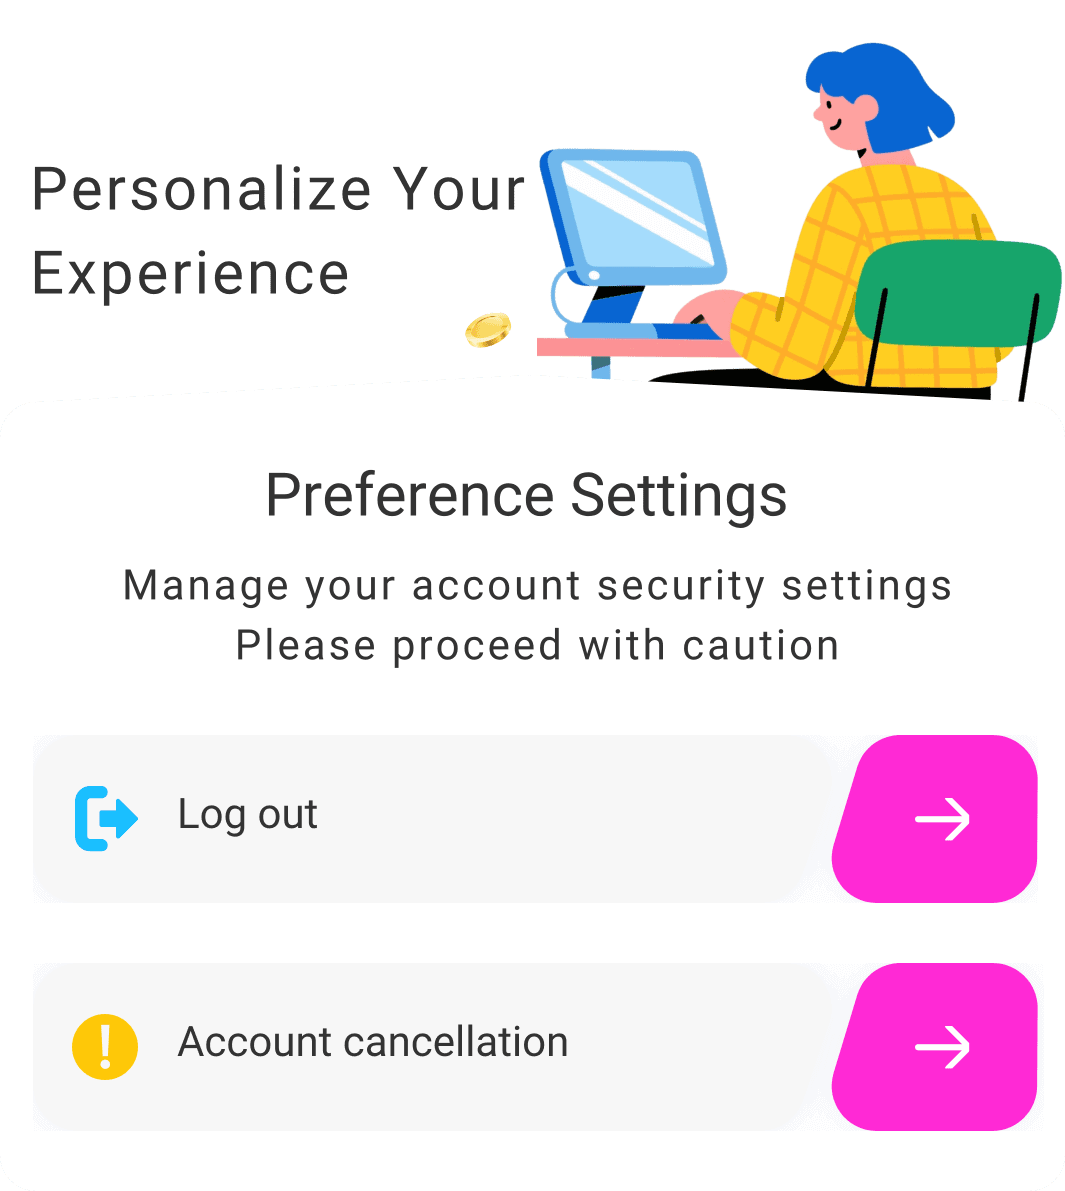 Personalize Your
Experience
Preference Settings
Manage your account security settings
Please proceed with caution
Log out
Account cancellation